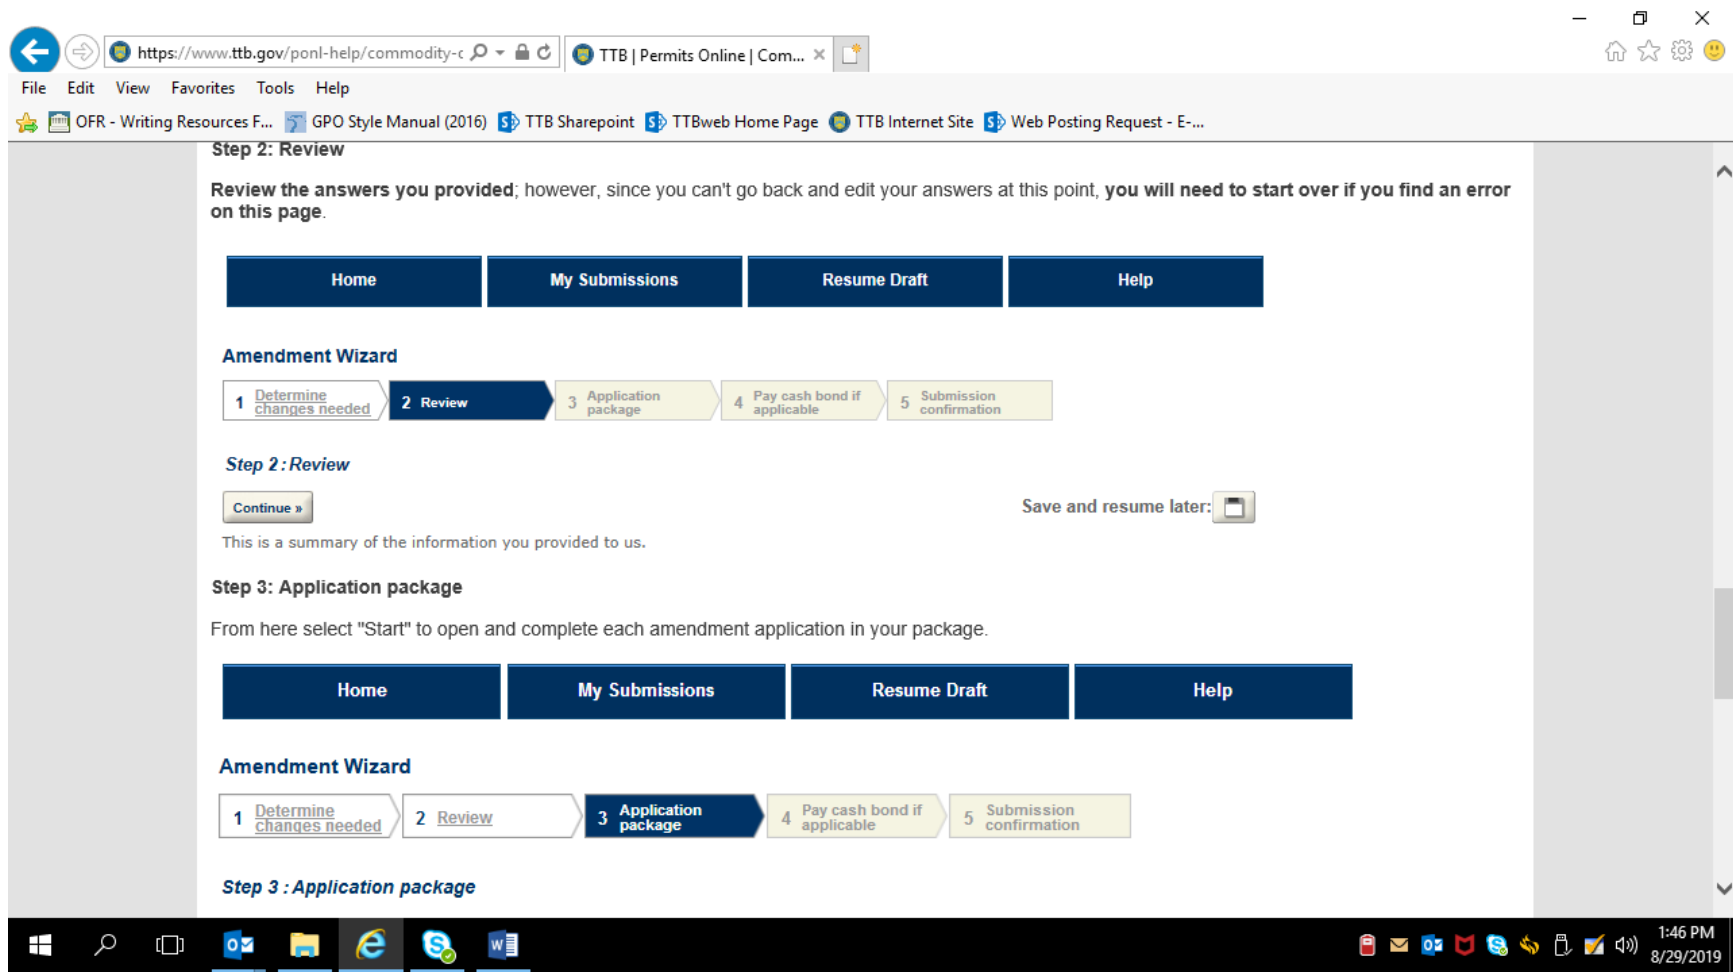 https://www.ttb.gov/ponl-help/commodity-c
TTB | Permits Online | Com...
File Edit View Favorites Tools Help
OFR - Writing Resources F... GPO Style Manual (2016) TTB Sharepoint TTBweb Home Page TTB Internet Site Web Posting Request - E-...
Step 2: Review
Review the answers you provided; however, since you can't go back and edit your answers at this point, you will need to start over if you find an error
on this page.
Home My Submissions Resume Draft Help
Amendment Wizard
1 Determine changes needed 2 Review 3 Application package 4 Pay cash bond if applicable 5 Submission confirmation
Step 2 : Review
Continue »
Save and resume later:
This is a summary of the information you provided to us.
Step 3: Application package
From here select "Start" to open and complete each amendment application in your package.
Home My Submissions Resume Draft Help
Amendment Wizard
1 Determine changes needed 2 Review 3 Application package 4 Pay cash bond if applicable 5 Submission confirmation
Step 3 : Application package
1:46 PM
8/29/2019